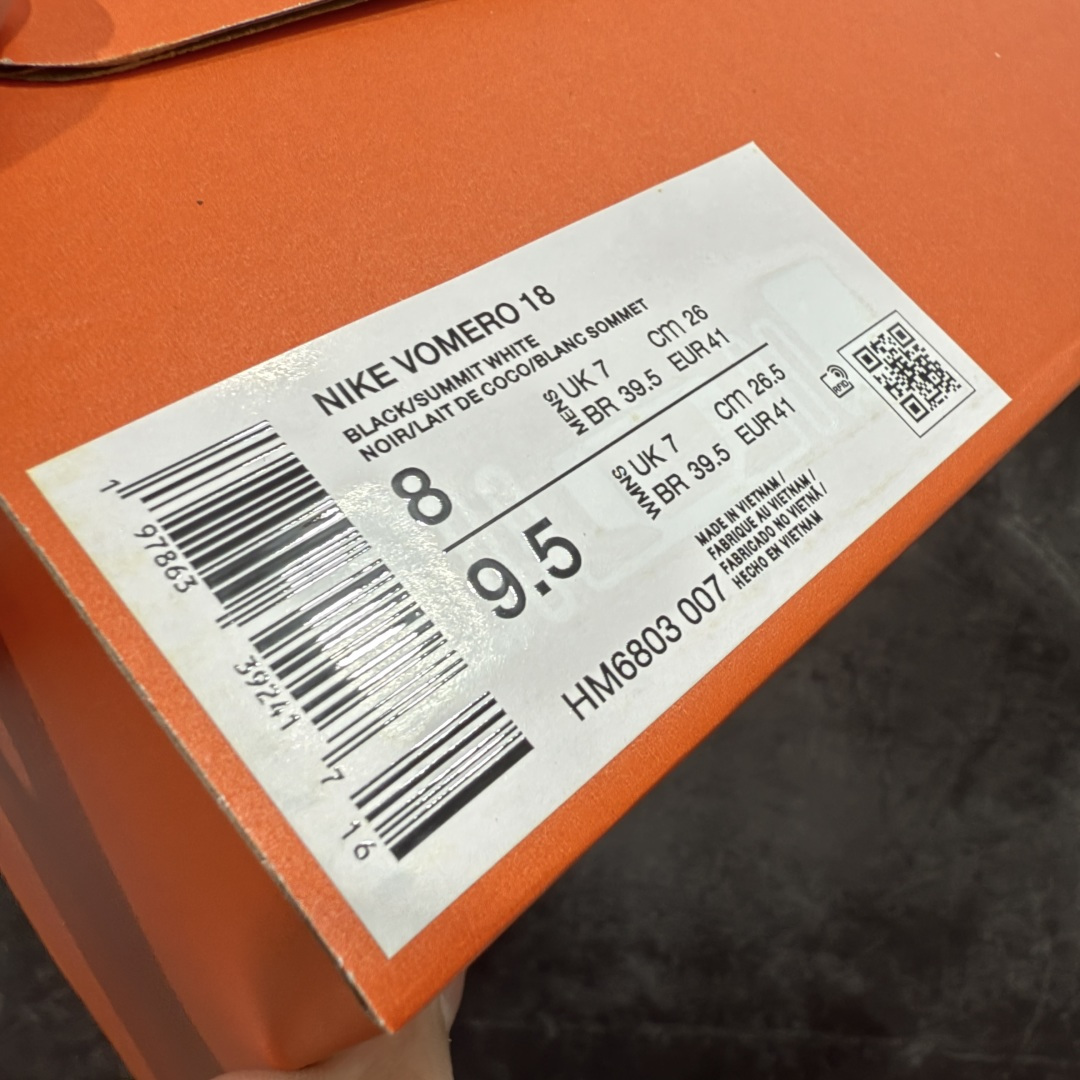 NIKE VOMERO 18
BLACK/SUMMIT WHITE
NOIR/LAIT DE COCO/BLANC SOMMET
8
MENS UK 7 cm 26
BR 39.5 EUR 41
9.5
WMNS UK 7 cm 26.5
BR 39.5 EUR 41
RFID
HM6803 007
MADE IN VIETNAM /
FABRIQUE AU VIETNAM /
FABRICADO NO VIETNÃ /
HECHO EN VIETNAM
1 97863 39241 7 16